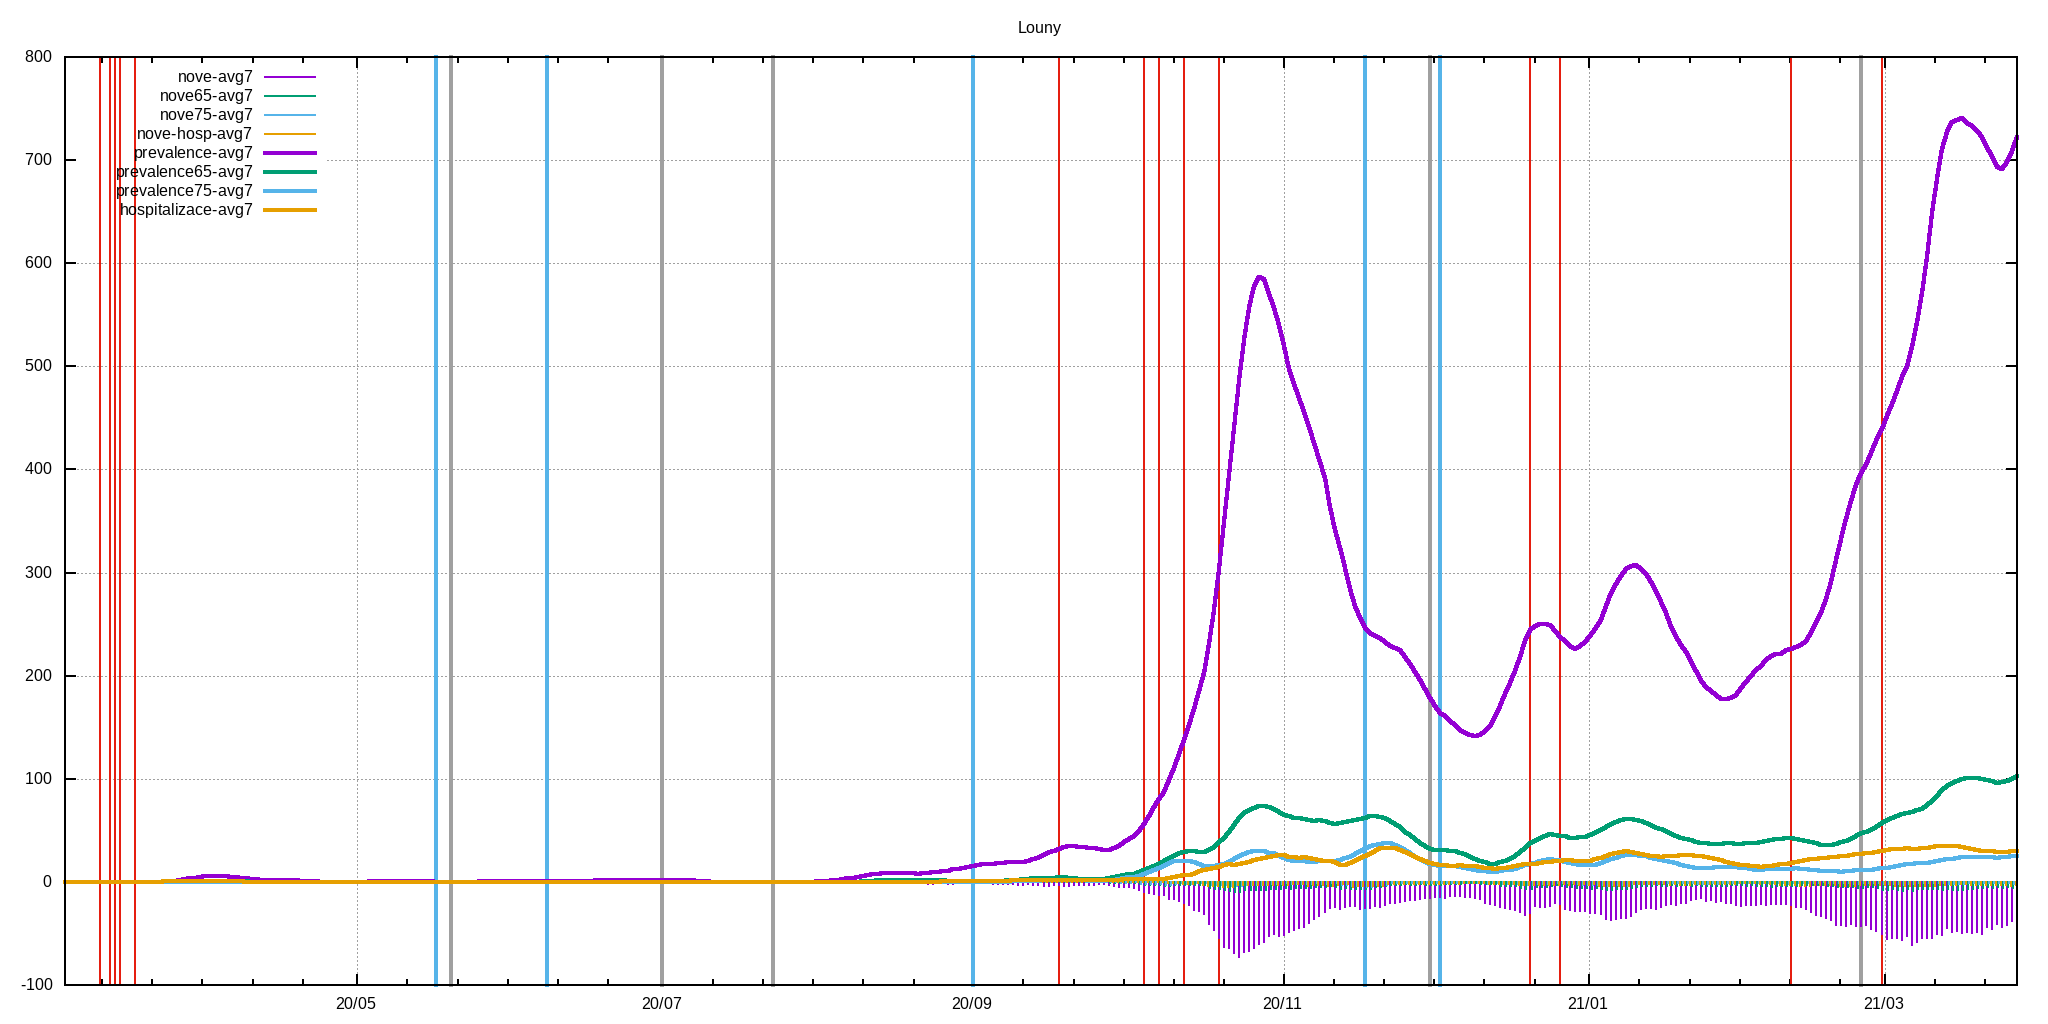 Louny
800
700
600
500
400
300
200
100
0
-100
nove-avg7
nove65-avg7
nove75-avg7
nove-hosp-avg7
prevalence-avg7
prevalence65-avg7
prevalence75-avg7
hospitalizace-avg7
20/05 20/07 20/09 20/11 21/01 21/03